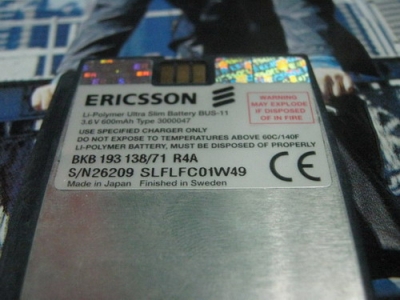 ERICSSON
Li-Polymer Ultra Slim Battery BUS-11
3.6 V 600mAh Type 3000047
WARNING
MAY EXPLODE
IF DISPOSED
OF IN FIRE
USE SPECIFIED CHARGER ONLY
DO NOT EXPOSE TO TEMPERATURES ABOVE 60C/140F
LI-POLYMER BATTERY, MUST BE DISPOSED OF PROPERLY
BKB 193 138/71 R4A
S/N26209 SLFLFC01W49
CE
Made in Japan Finished in Sweden